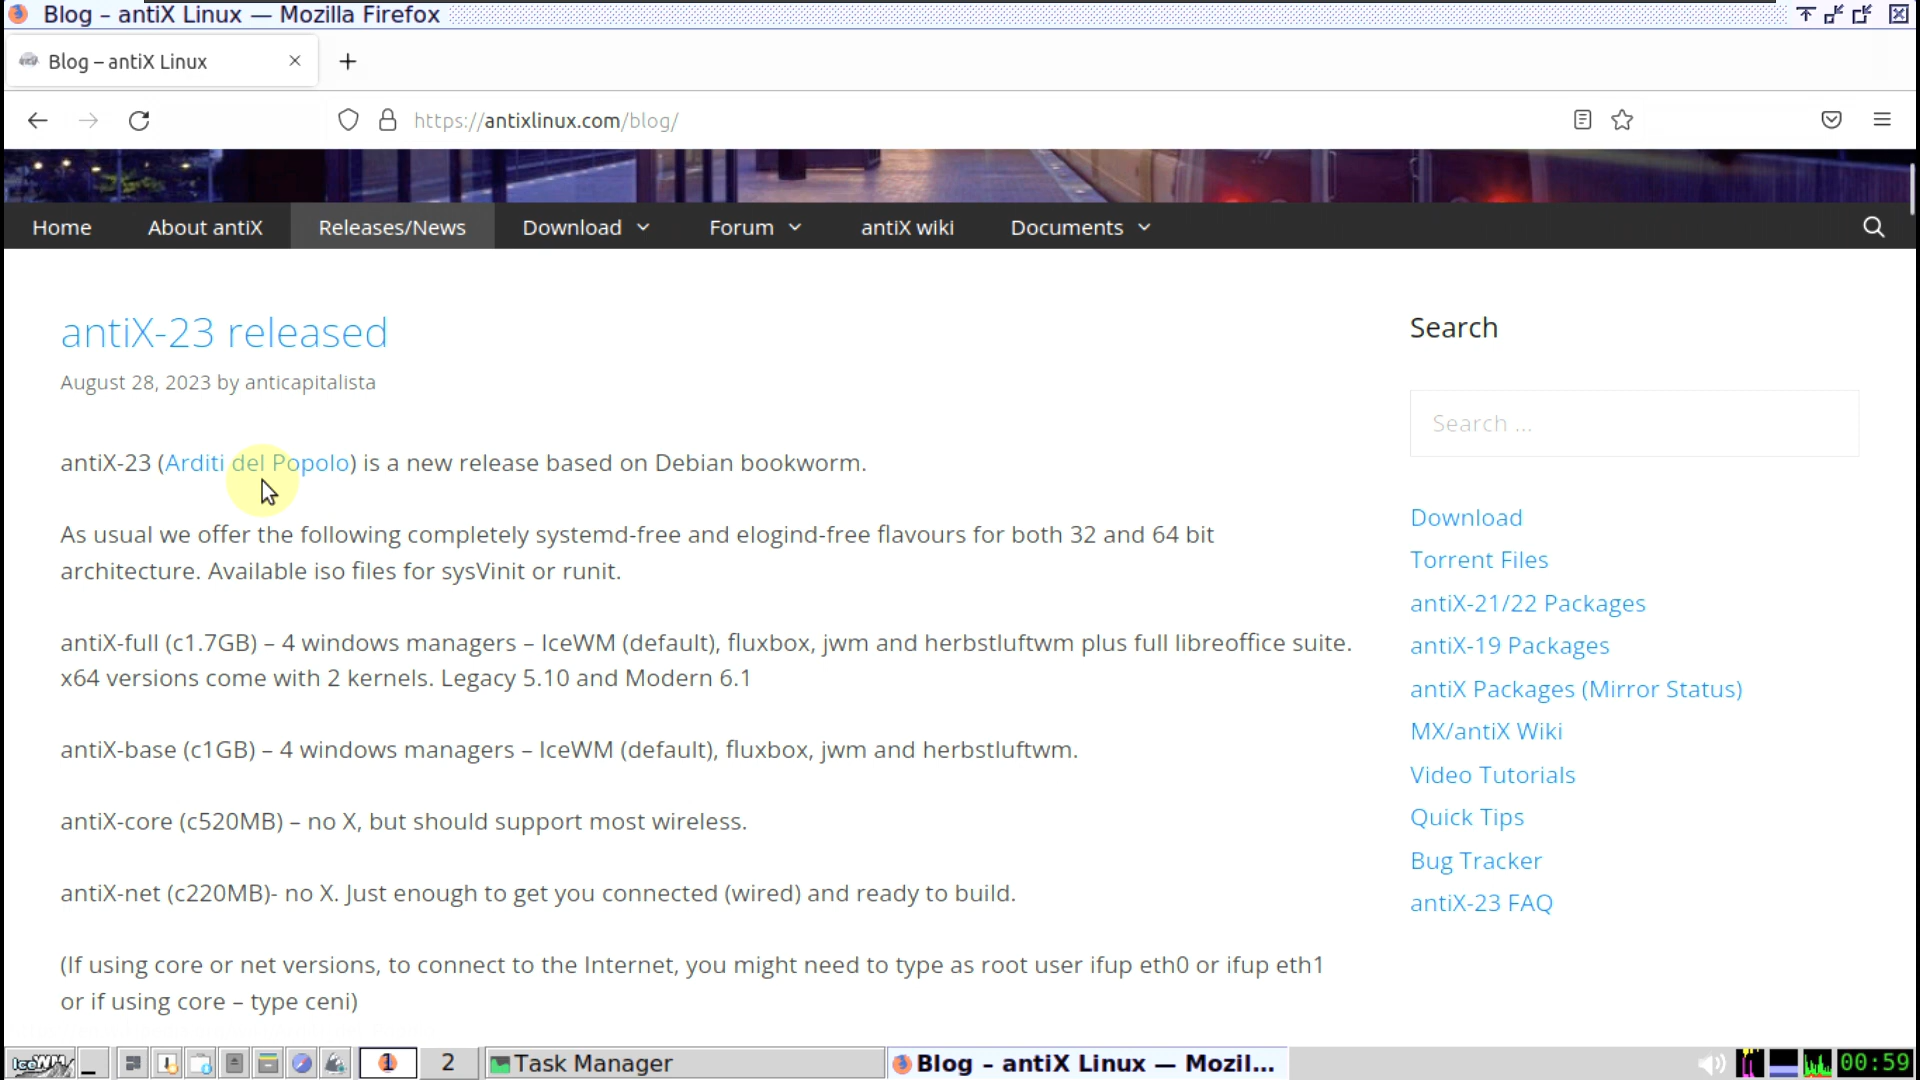 Blog – antiX Linux — Mozilla Firefox
Blog – antiX Linux
https://antixlinux.com/blog/
Home About antiX Releases/News Download Forum antiX wiki Documents
antiX-23 released
August 28, 2023 by anticapitalista
antiX-23 (Arditi del Popolo) is a new release based on Debian bookworm.
As usual we offer the following completely systemd-free and elogind-free flavours for both 32 and 64 bit
architecture. Available iso files for sysVinit or runit.
antiX-full (c1.7GB) – 4 windows managers – IceWM (default), fluxbox, jwm and herbstluftwm plus full libreoffice suite.
x64 versions come with 2 kernels. Legacy 5.10 and Modern 6.1
antiX-base (c1GB) – 4 windows managers – IceWM (default), fluxbox, jwm and herbstluftwm.
antiX-core (c520MB) – no X, but should support most wireless.
antiX-net (c220MB)- no X. Just enough to get you connected (wired) and ready to build.
(If using core or net versions, to connect to the Internet, you might need to type as root user ifup eth0 or ifup eth1
or if using core – type ceni)
Search
Search ...
Download
Torrent Files
antiX-21/22 Packages
antiX-19 Packages
antiX Packages (Mirror Status)
MX/antiX Wiki
Video Tutorials
Quick Tips
Bug Tracker
antiX-23 FAQ
IceWM 1 2 Task Manager Blog – antiX Linux — Mozil... 00:59